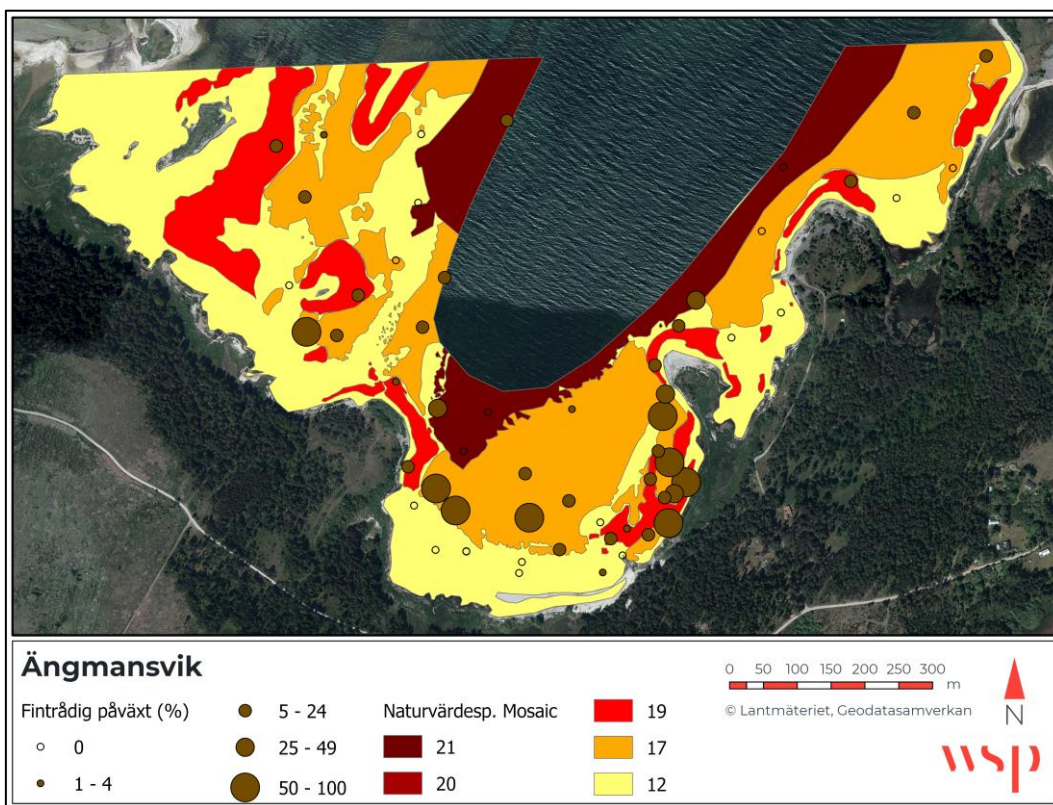 Ängmansvik
Fintrådig påväxt (%)
0
1 - 4
5 - 24
25 - 49
50 - 100
Naturvärdesp. Mosaic
21
20
19
17
12
0 50 100 150 200 250 300
m
© Lantmäteriet, Geodatasamverkan
N
wsp